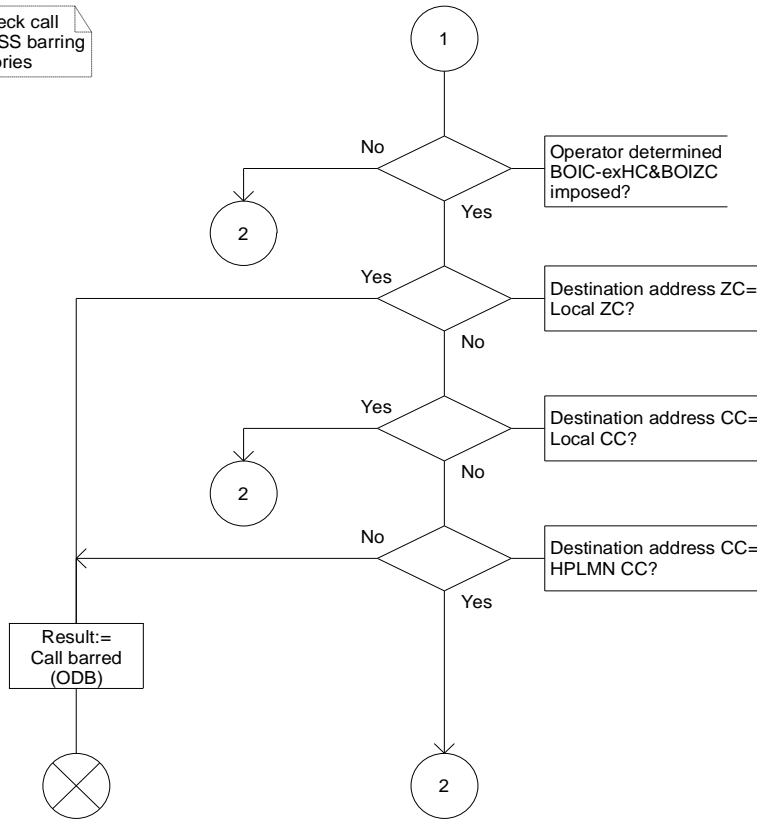 eck call
SS barring
ories
1
No
Operator determined
BOIC-exHC&BOIZC
imposed?
Yes
2
Yes
Destination address ZC=
Local ZC?
No
Yes
Destination address CC=
Local CC?
No
2
No
Destination address CC=
HPLMN CC?
Yes
Result:=
Call barred
(ODB)
2